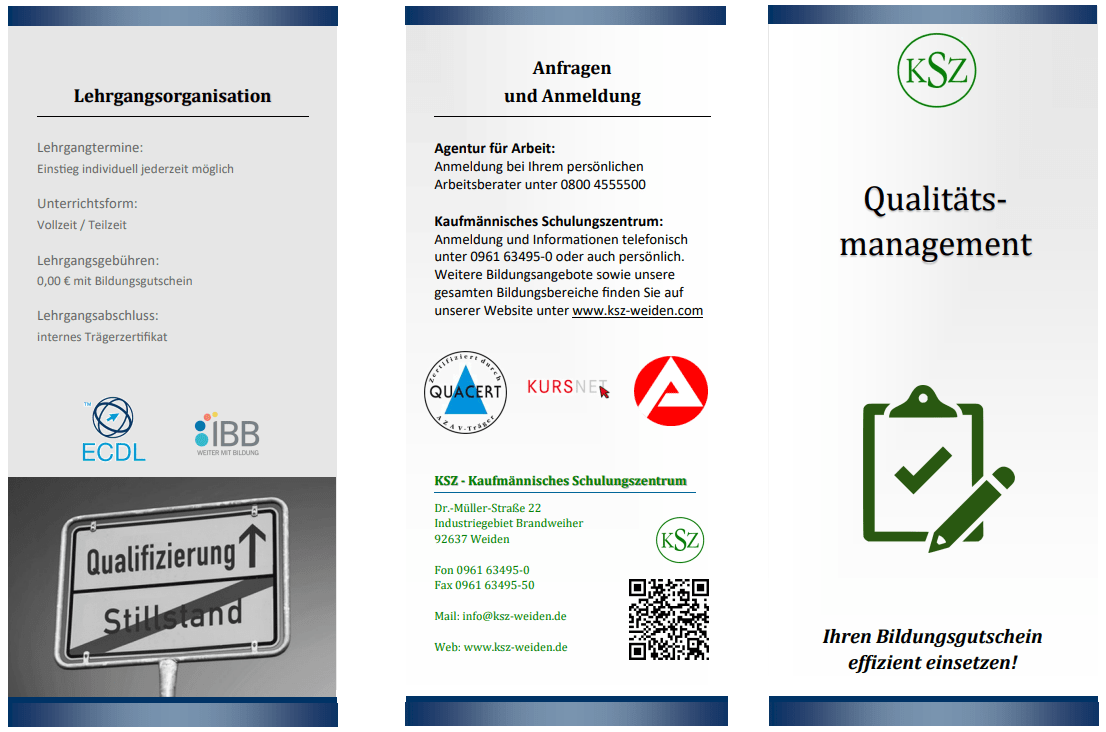 Lehrgangsorganisation
Lehrgangtermine:
Einstieg individuell jederzeit möglich
Unterrichtsform:
Vollzeit / Teilzeit
Lehrgangsgebühren:
0,00 € mit Bildungsgutschein
Lehrgangsabschluss:
internes Trägerzertifikat
TM
ECDL
iBB
WEITER MIT BILDUNG
Qualifizierung
Stillstand
Anfragen
und Anmeldung
Agentur für Arbeit:
Anmeldung bei Ihrem persönlichen
Arbeitsberater unter 0800 4555500
Kaufmännisches Schulungszentrum:
Anmeldung und Informationen telefonisch
unter 0961 63495-0 oder auch persönlich.
Weitere Bildungsangebote sowie unsere
gesamten Bildungsbereiche finden Sie auf
unserer Website unter www.ksz-weiden.com
Zertifiziert durch
QUACERT
AZAV-Träger
KURSNET
KSZ - Kaufmännisches Schulungszentrum
Dr.-Müller-Straße 22
Industriegebiet Brandweiher
92637 Weiden
KSZ
Fon 0961 63495-0
Fax 0961 63495-50
Mail: info@ksz-weiden.de
Web: www.ksz-weiden.de
KSZ
Qualitäts-
management
Ihren Bildungsgutschein
effizient einsetzen!